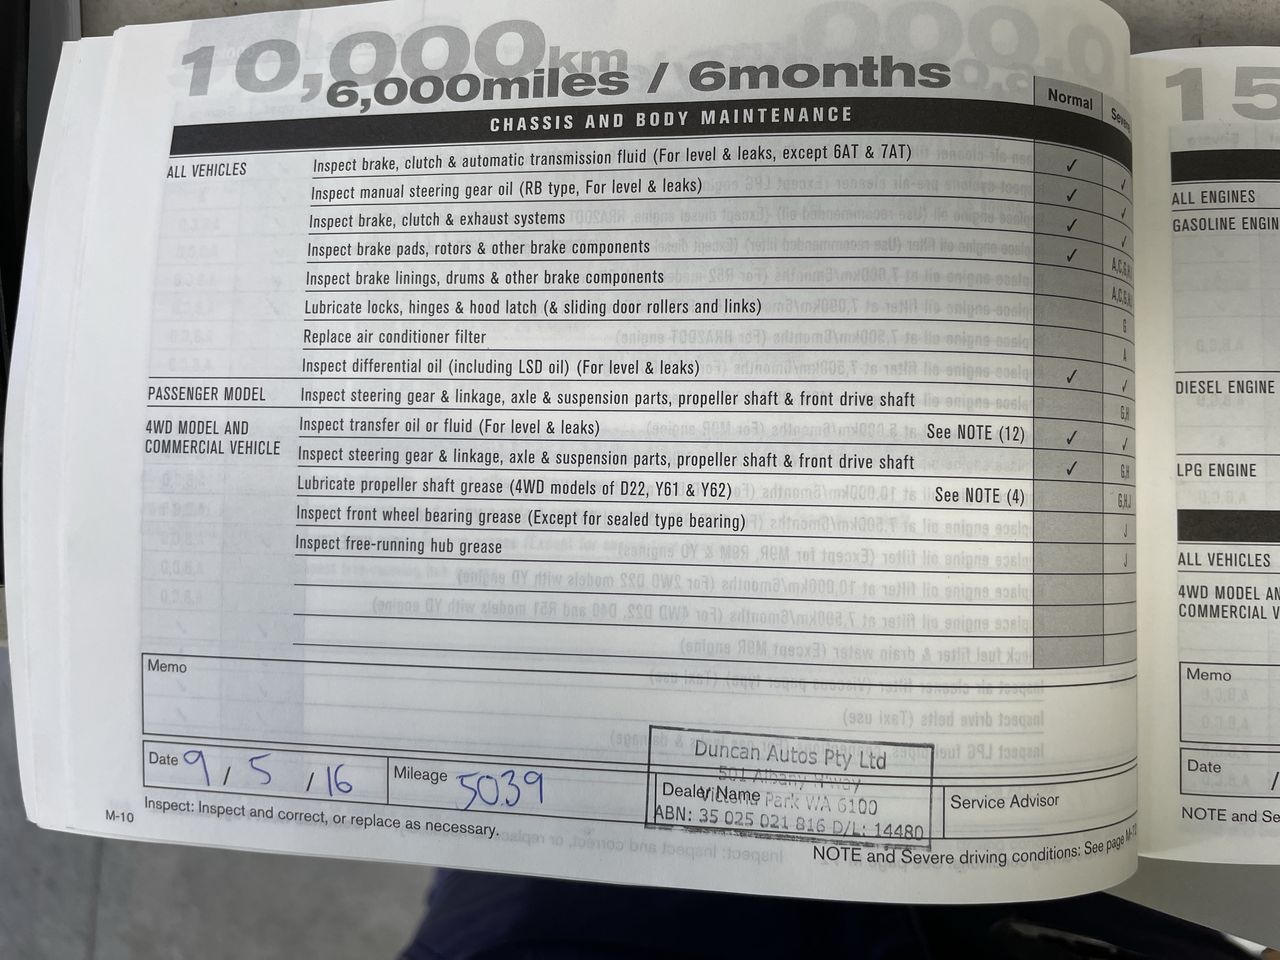 10,000km
6,000miles / 6months
CHASSIS AND BODY MAINTENANCE
Normal
ALL VEHICLES
Inspect brake, clutch & automatic transmission fluid (For level & leaks, except 6AT & 7AT) ✓ ✓
Inspect manual steering gear oil (RB type, For level & leaks) ✓ ✓
Inspect brake, clutch & exhaust systems ✓ ✓
Inspect brake pads, rotors & other brake components ✓ A,C,G,
Inspect brake linings, drums & other brake components A,C,G,
Lubricate locks, hinges & hood latch (& sliding door rollers and links) G
Replace air conditioner filter A
Inspect differential oil (including LSD oil) (For level & leaks) ✓ ✓
PASSENGER MODEL
Inspect steering gear & linkage, axle & suspension parts, propeller shaft & front drive shaft G,H
4WD MODEL AND
COMMERCIAL VEHICLE
Inspect transfer oil or fluid (For level & leaks) See NOTE (12) ✓ ✓
Inspect steering gear & linkage, axle & suspension parts, propeller shaft & front drive shaft ✓ G,H
Lubricate propeller shaft grease (4WD models of D22, Y61 & Y62) See NOTE (4) G,H,J
Inspect front wheel bearing grease (Except for sealed type bearing) J
Inspect free-running hub grease J
Memo
Date 9 / 5 / 16
Mileage 5039
Dealer Name
Duncan Autos Pty Ltd
501 Albany H'way
Victoria Park WA 6100
ABN: 35 025 021 816 D/L: 14480
Service Advisor
M-10
Inspect: Inspect and correct, or replace as necessary.
NOTE and Severe driving conditions: See page
15
ALL ENGINES
GASOLINE
DIESEL ENGINE
LPG ENGINE
ALL VEHICLES
4WD MODEL
COMMERCIAL
Memo
Date /
NOTE and